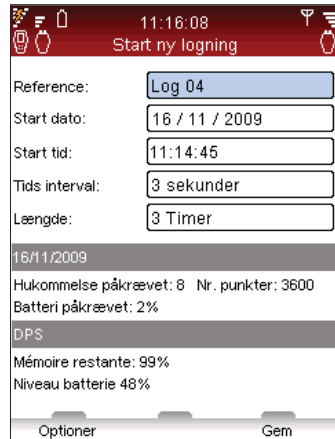 11:16:08
Start ny logning
Reference: Log 04
Start dato: 16 / 11 / 2009
Start tid: 11:14:45
Tids interval: 3 sekunder
Længde: 3 Timer
16/11/2009
Hukommelse påkrævet: 8 Nr. punkter: 3600
Batteri påkrævet: 2%
DPS
Mémoire restante: 99%
Niveau batterie 48%
Optioner Gem